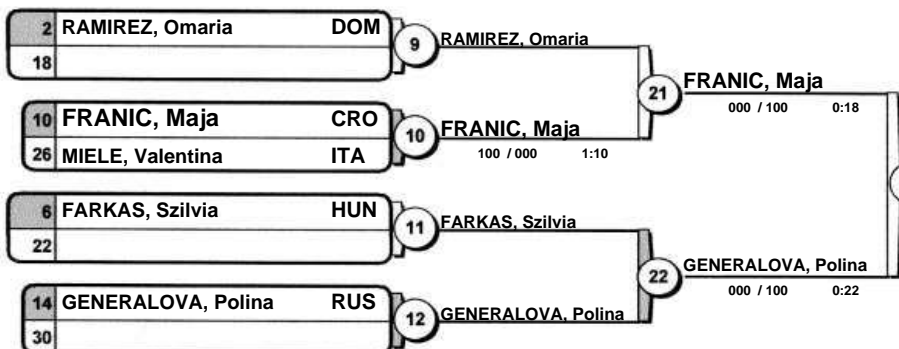 2 RAMIREZ, Omaria DOM
18
9 RAMIREZ, Omaria
10 FRANIC, Maja CRO
26 MIELE, Valentina ITA
10 FRANIC, Maja
100 / 000 1:10
21 FRANIC, Maja
000 / 100 0:18
6 FARKAS, Szilvia HUN
22
11 FARKAS, Szilvia
14 GENERALOVA, Polina RUS
30
12 GENERALOVA, Polina
22 GENERALOVA, Polina
000 / 100 0:22